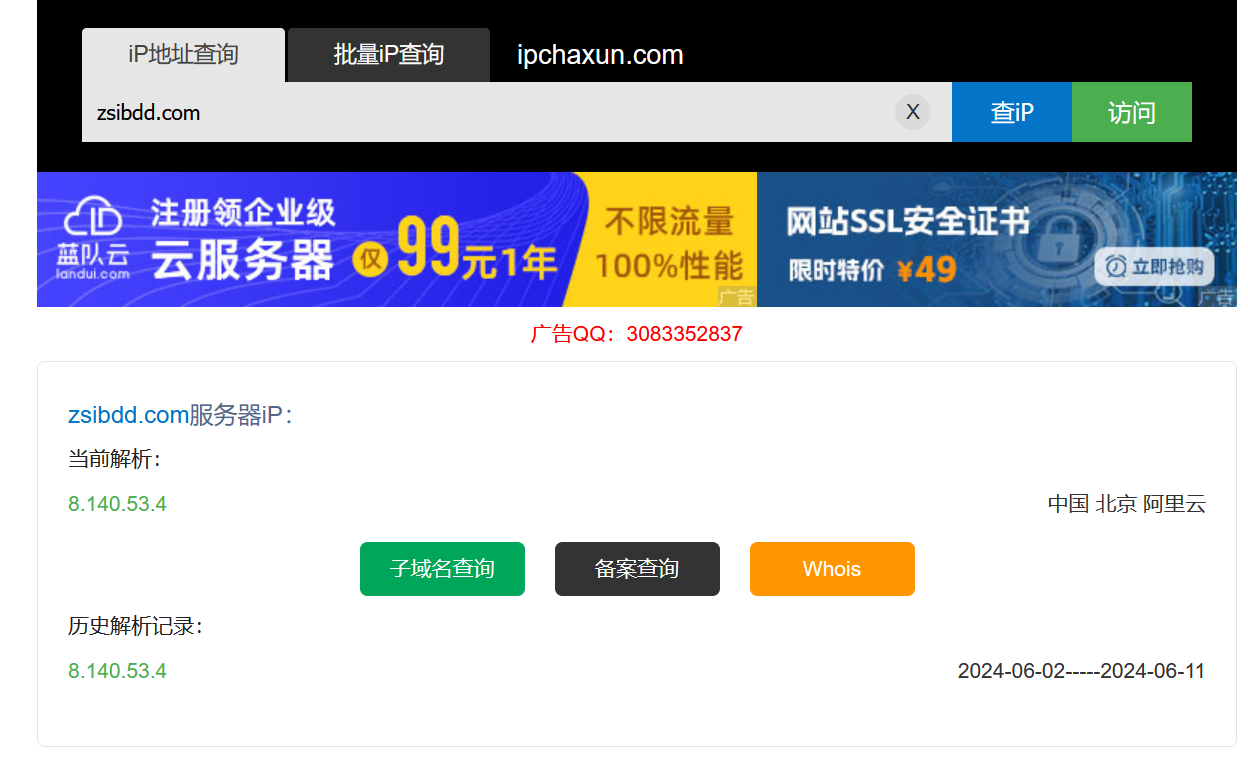 iP地址查询 批量iP查询 ipchaxun.com
zsibdd.com X 查iP 访问
蓝队云
landui.com
注册领企业级
云服务器 仅99元1年
不限流量
100%性能
广告
网站SSL安全证书
限时特价 ¥49
立即抢购
广告
广告QQ：3083352837
zsibdd.com服务器iP：
当前解析：
8.140.53.4 中国 北京 阿里云
子域名查询 备案查询 Whois
历史解析记录：
8.140.53.4 2024-06-02-----2024-06-11